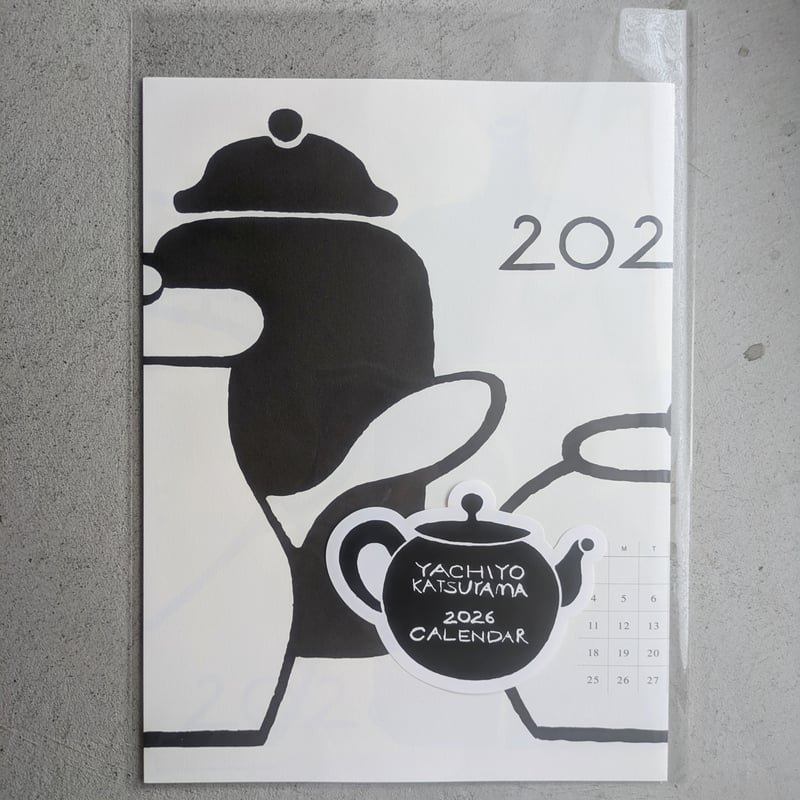 202
YACHIYO
KATSUYAMA
2026
CALENDAR
M T
4 5 6
11 12 13
18 19 20
25 26 27